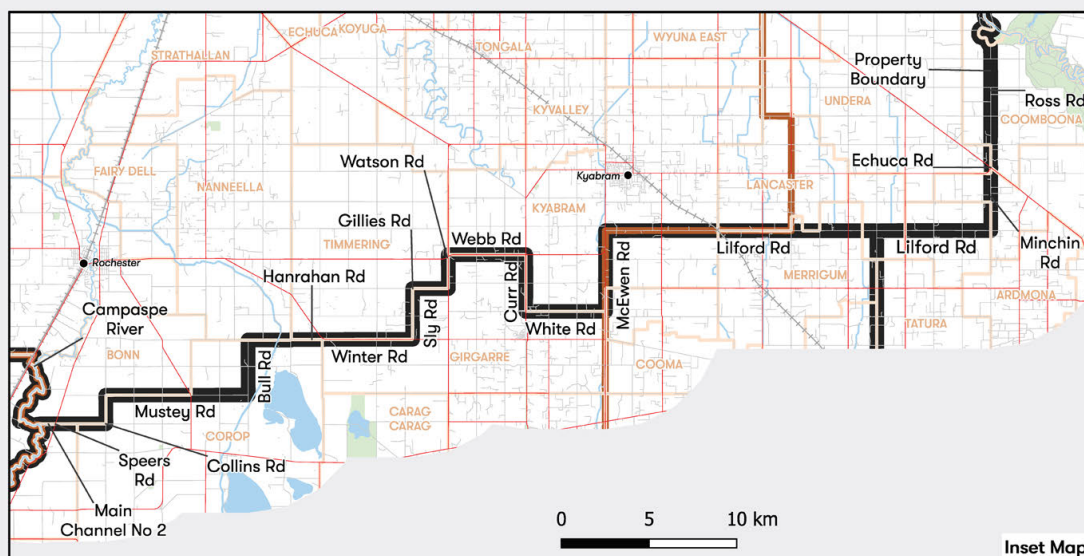 ECHUCA
KOYUGA
STRATHALLAN
TONGALA
WYUNA EAST
Property
Boundary
UNDERA
Ross Rd
COOMBOONA
KYVALLEY
Echuca Rd
Watson Rd
FAIRY DELL
NANNEELLA
Kyabram
LANCASTER
KYABRAM
Gillies Rd
TIMMERING
Webb Rd
Lilford Rd
Lilford Rd
Minchin
Rd
Rochester
Hanrahan Rd
MERRIGUM
Curr Rd
McEwen Rd
ARDMONA
Campaspe
River
Sly Rd
White Rd
TATURA
BONN
Winter Rd
GIRGARRE
COOMA
Bull Rd
Mustey Rd
CARAG
CARAG
COROP
Speers
Rd
Collins Rd
Main
Channel No 2
0 5 10 km
Inset Map